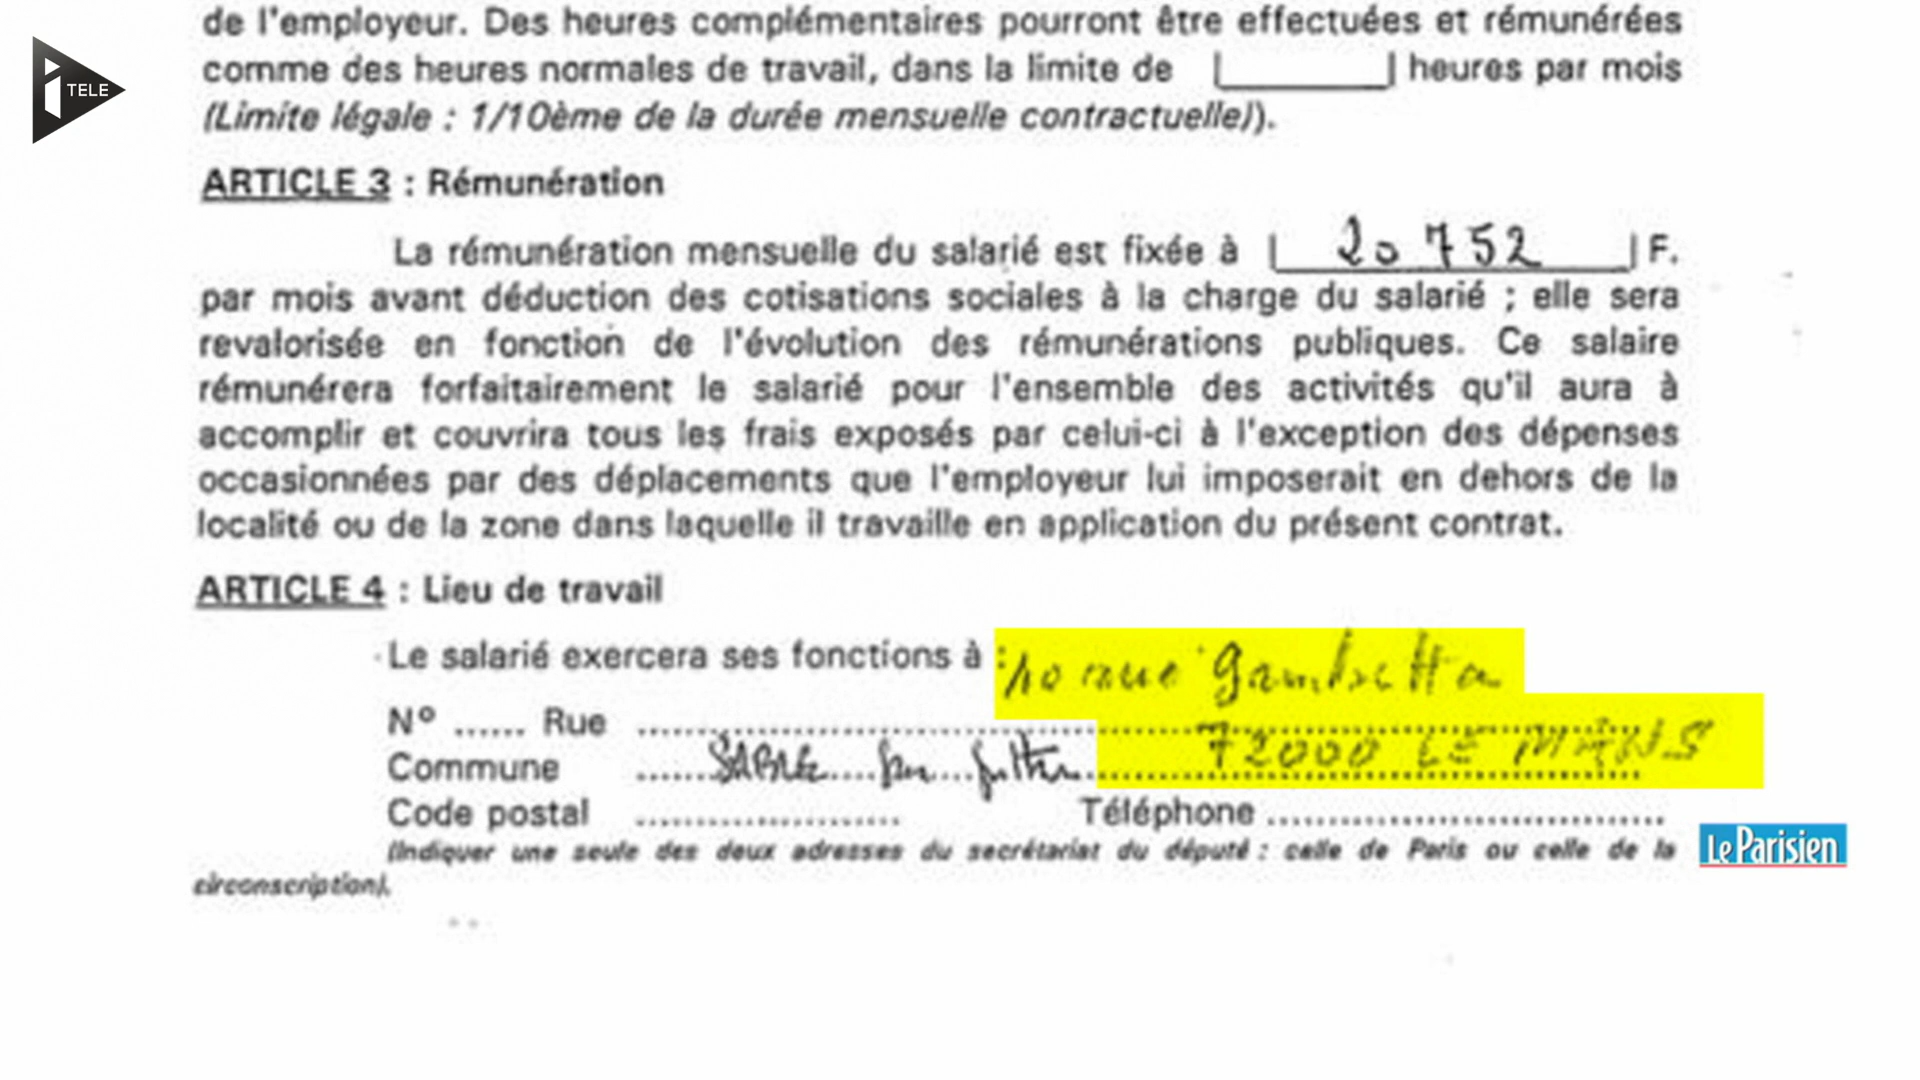 de l'employeur. Des heures complémentaires pourront être effectuées et rémunérées
i TELE
comme des heures normales de travail, dans la limite de |________| heures par mois
(Limite légale : 1/10ème de la durée mensuelle contractuelle)).
ARTICLE 3 : Rémunération
La rémunération mensuelle du salarié est fixée à | 20 752 | F.
par mois avant déduction des cotisations sociales à la charge du salarié ; elle sera
revalorisée en fonction de l'évolution des rémunérations publiques. Ce salaire
rémunérera forfaitairement le salarié pour l'ensemble des activités qu'il aura à
accomplir et couvrira tous les frais exposés par celui-ci à l'exception des dépenses
occasionnées par des déplacements que l'employeur lui imposerait en dehors de la
localité ou de la zone dans laquelle il travaille en application du présent contrat.
ARTICLE 4 : Lieu de travail
Le salarié exercera ses fonctions à : rue Gambetta
N° ...... Rue ............
Commune ...... SABLE sur Sarthe ...... 72000 LE MANS
Code postal ............ Téléphone ............
(Indiquer une seule des deux adresses du secrétariat du député : celle de Paris ou celle de la
circonscription).
Le Parisien